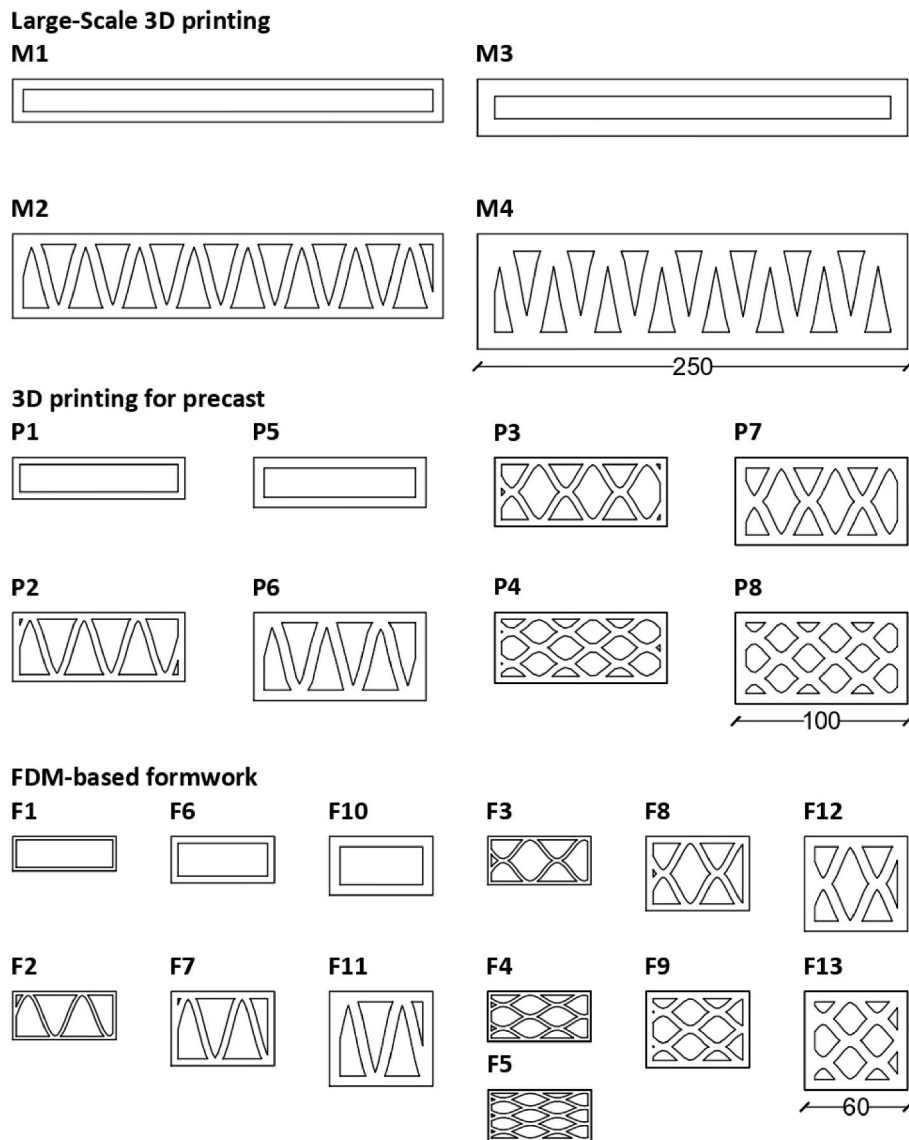 Large-Scale 3D printing
M1 M3
M2 M4
250
3D printing for precast
P1 P5 P3 P7
P2 P6 P4 P8
100
FDM-based formwork
F1 F6 F10 F3 F8 F12
F2 F7 F11 F4 F9 F13
F5
60